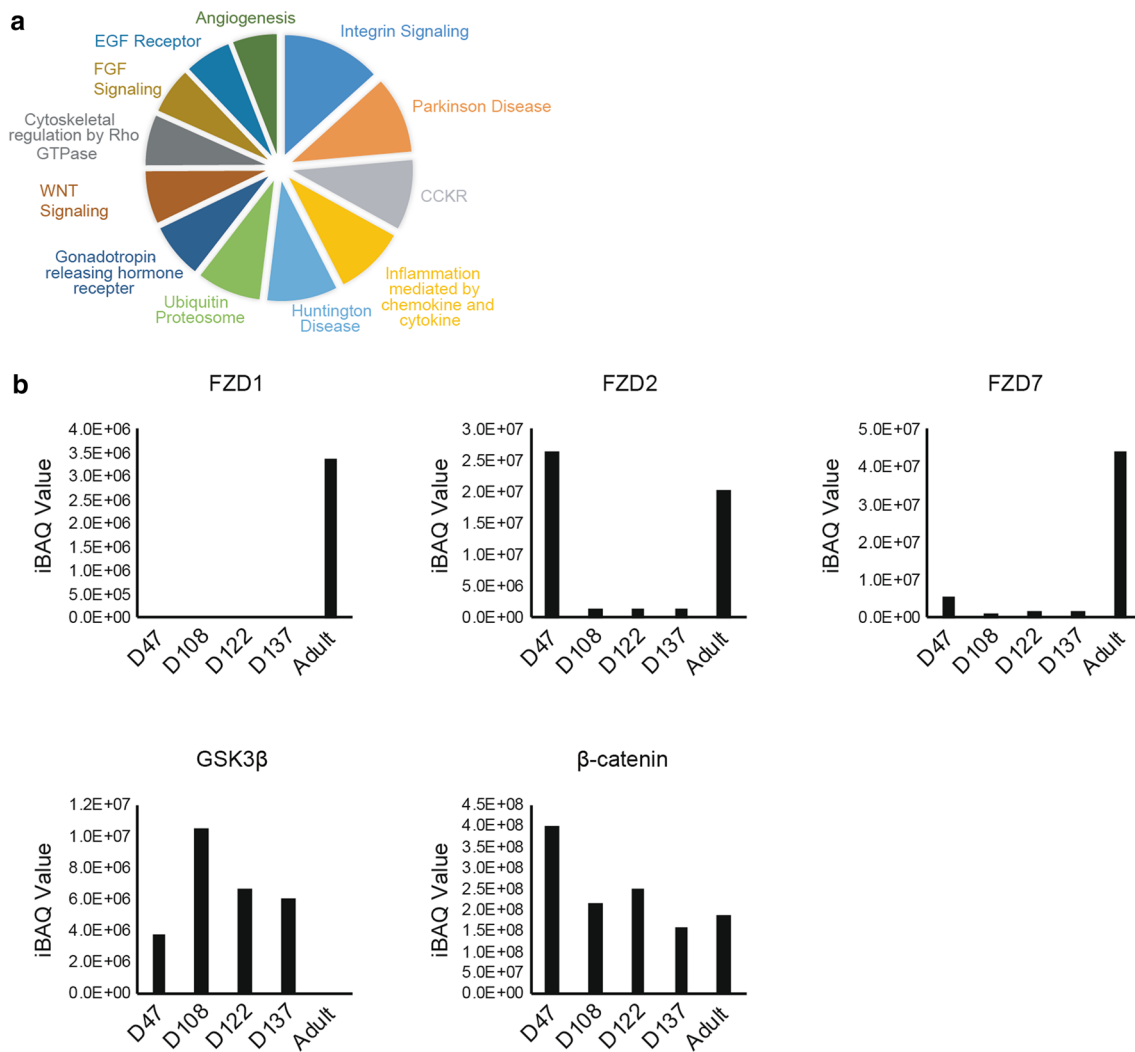 a
Angiogenesis
Integrin Signaling
EGF Receptor
FGF
Signaling
Parkinson Disease
Cytoskeletal
regulation by Rho
GTPase
CCKR
WNT
Signaling
Gonadotropin
releasing hormone
recepter
Inflammation
mediated by
chemokine and
cytokine
Ubiquitin
Proteosome
Huntington
Disease
b
FZD1
iBAQ Value
4.0E+06
3.5E+06
3.0E+06
2.5E+06
2.0E+06
1.5E+06
1.0E+06
5.0E+05
0.0E+00
D47
D108
D122
D137
Adult
FZD2
iBAQ Value
3.0E+07
2.5E+07
2.0E+07
1.5E+07
1.0E+07
5.0E+06
0.0E+00
D47
D108
D122
D137
Adult
FZD7
iBAQ Value
5.0E+07
4.0E+07
3.0E+07
2.0E+07
1.0E+07
0.0E+00
D47
D108
D122
D137
Adult
GSK3β
iBAQ Value
1.2E+07
1.0E+07
8.0E+06
6.0E+06
4.0E+06
2.0E+06
0.0E+00
D47
D108
D122
D137
Adult
β-catenin
iBAQ Value
4.5E+08
4.0E+08
3.5E+08
3.0E+08
2.5E+08
2.0E+08
1.5E+08
1.0E+08
5.0E+07
0.0E+00
D47
D108
D122
D137
Adult